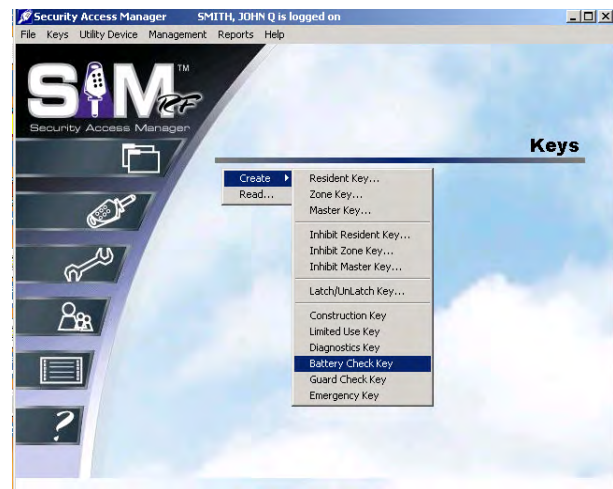 Security Access Manager SMITH, JOHN Q is logged on
File Keys Utility Device Management Reports Help
SAM™
RF
Security Access Manager
Keys
Create
Read...
Resident Key...
Zone Key...
Master Key...
Inhibit Resident Key...
Inhibit Zone Key...
Inhibit Master Key...
Latch/UnLatch Key...
Construction Key
Limited Use Key
Diagnostics Key
Battery Check Key
Guard Check Key
Emergency Key
?